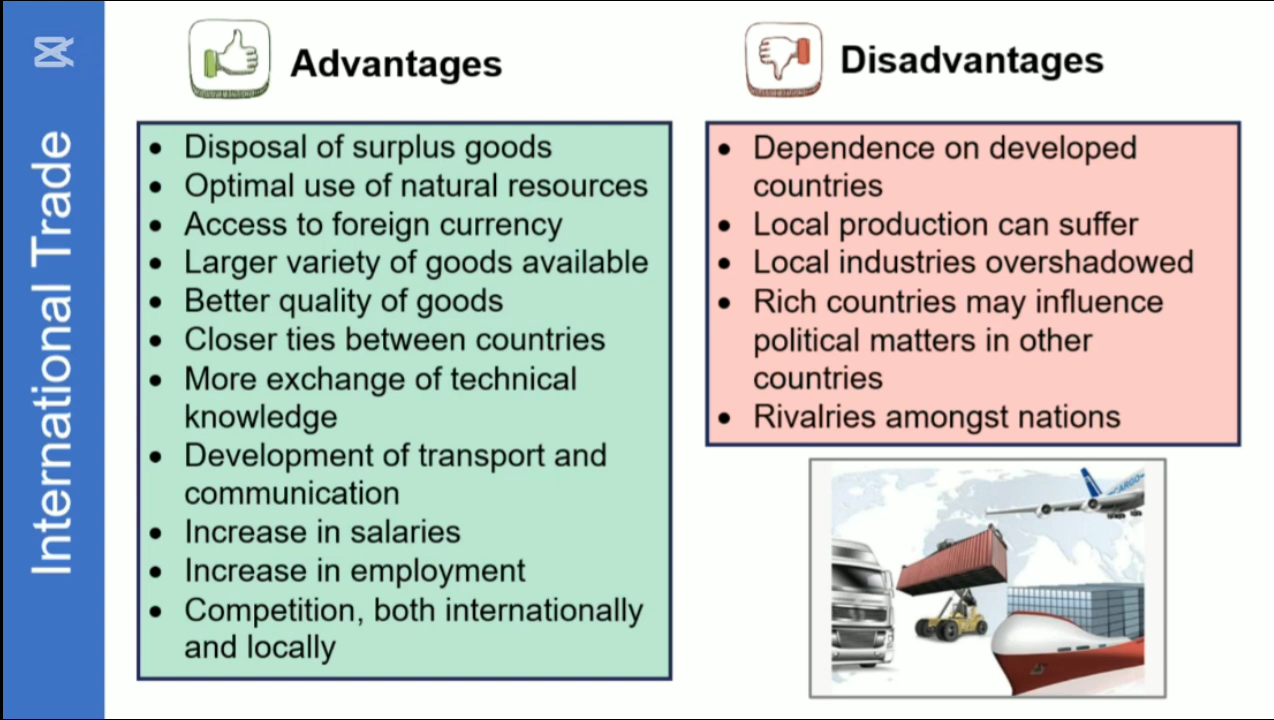 International Trade
Advantages
• Disposal of surplus goods
• Optimal use of natural resources
• Access to foreign currency
• Larger variety of goods available
• Better quality of goods
• Closer ties between countries
• More exchange of technical
knowledge
• Development of transport and
communication
• Increase in salaries
• Increase in employment
• Competition, both internationally
and locally
Disadvantages
• Dependence on developed
countries
• Local production can suffer
• Local industries overshadowed
• Rich countries may influence
political matters in other
countries
• Rivalries amongst nations
CARGO